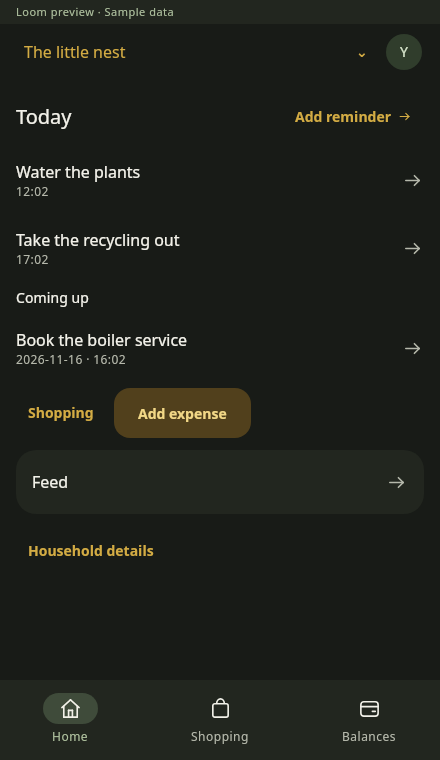 Loom preview · Sample data
The little nest
Y
Today
Add reminder →
Water the plants
12:02
Take the recycling out
17:02
Coming up
Book the boiler service
2026-11-16 · 16:02
Shopping
Add expense
Feed
Household details
Home
Shopping
Balances